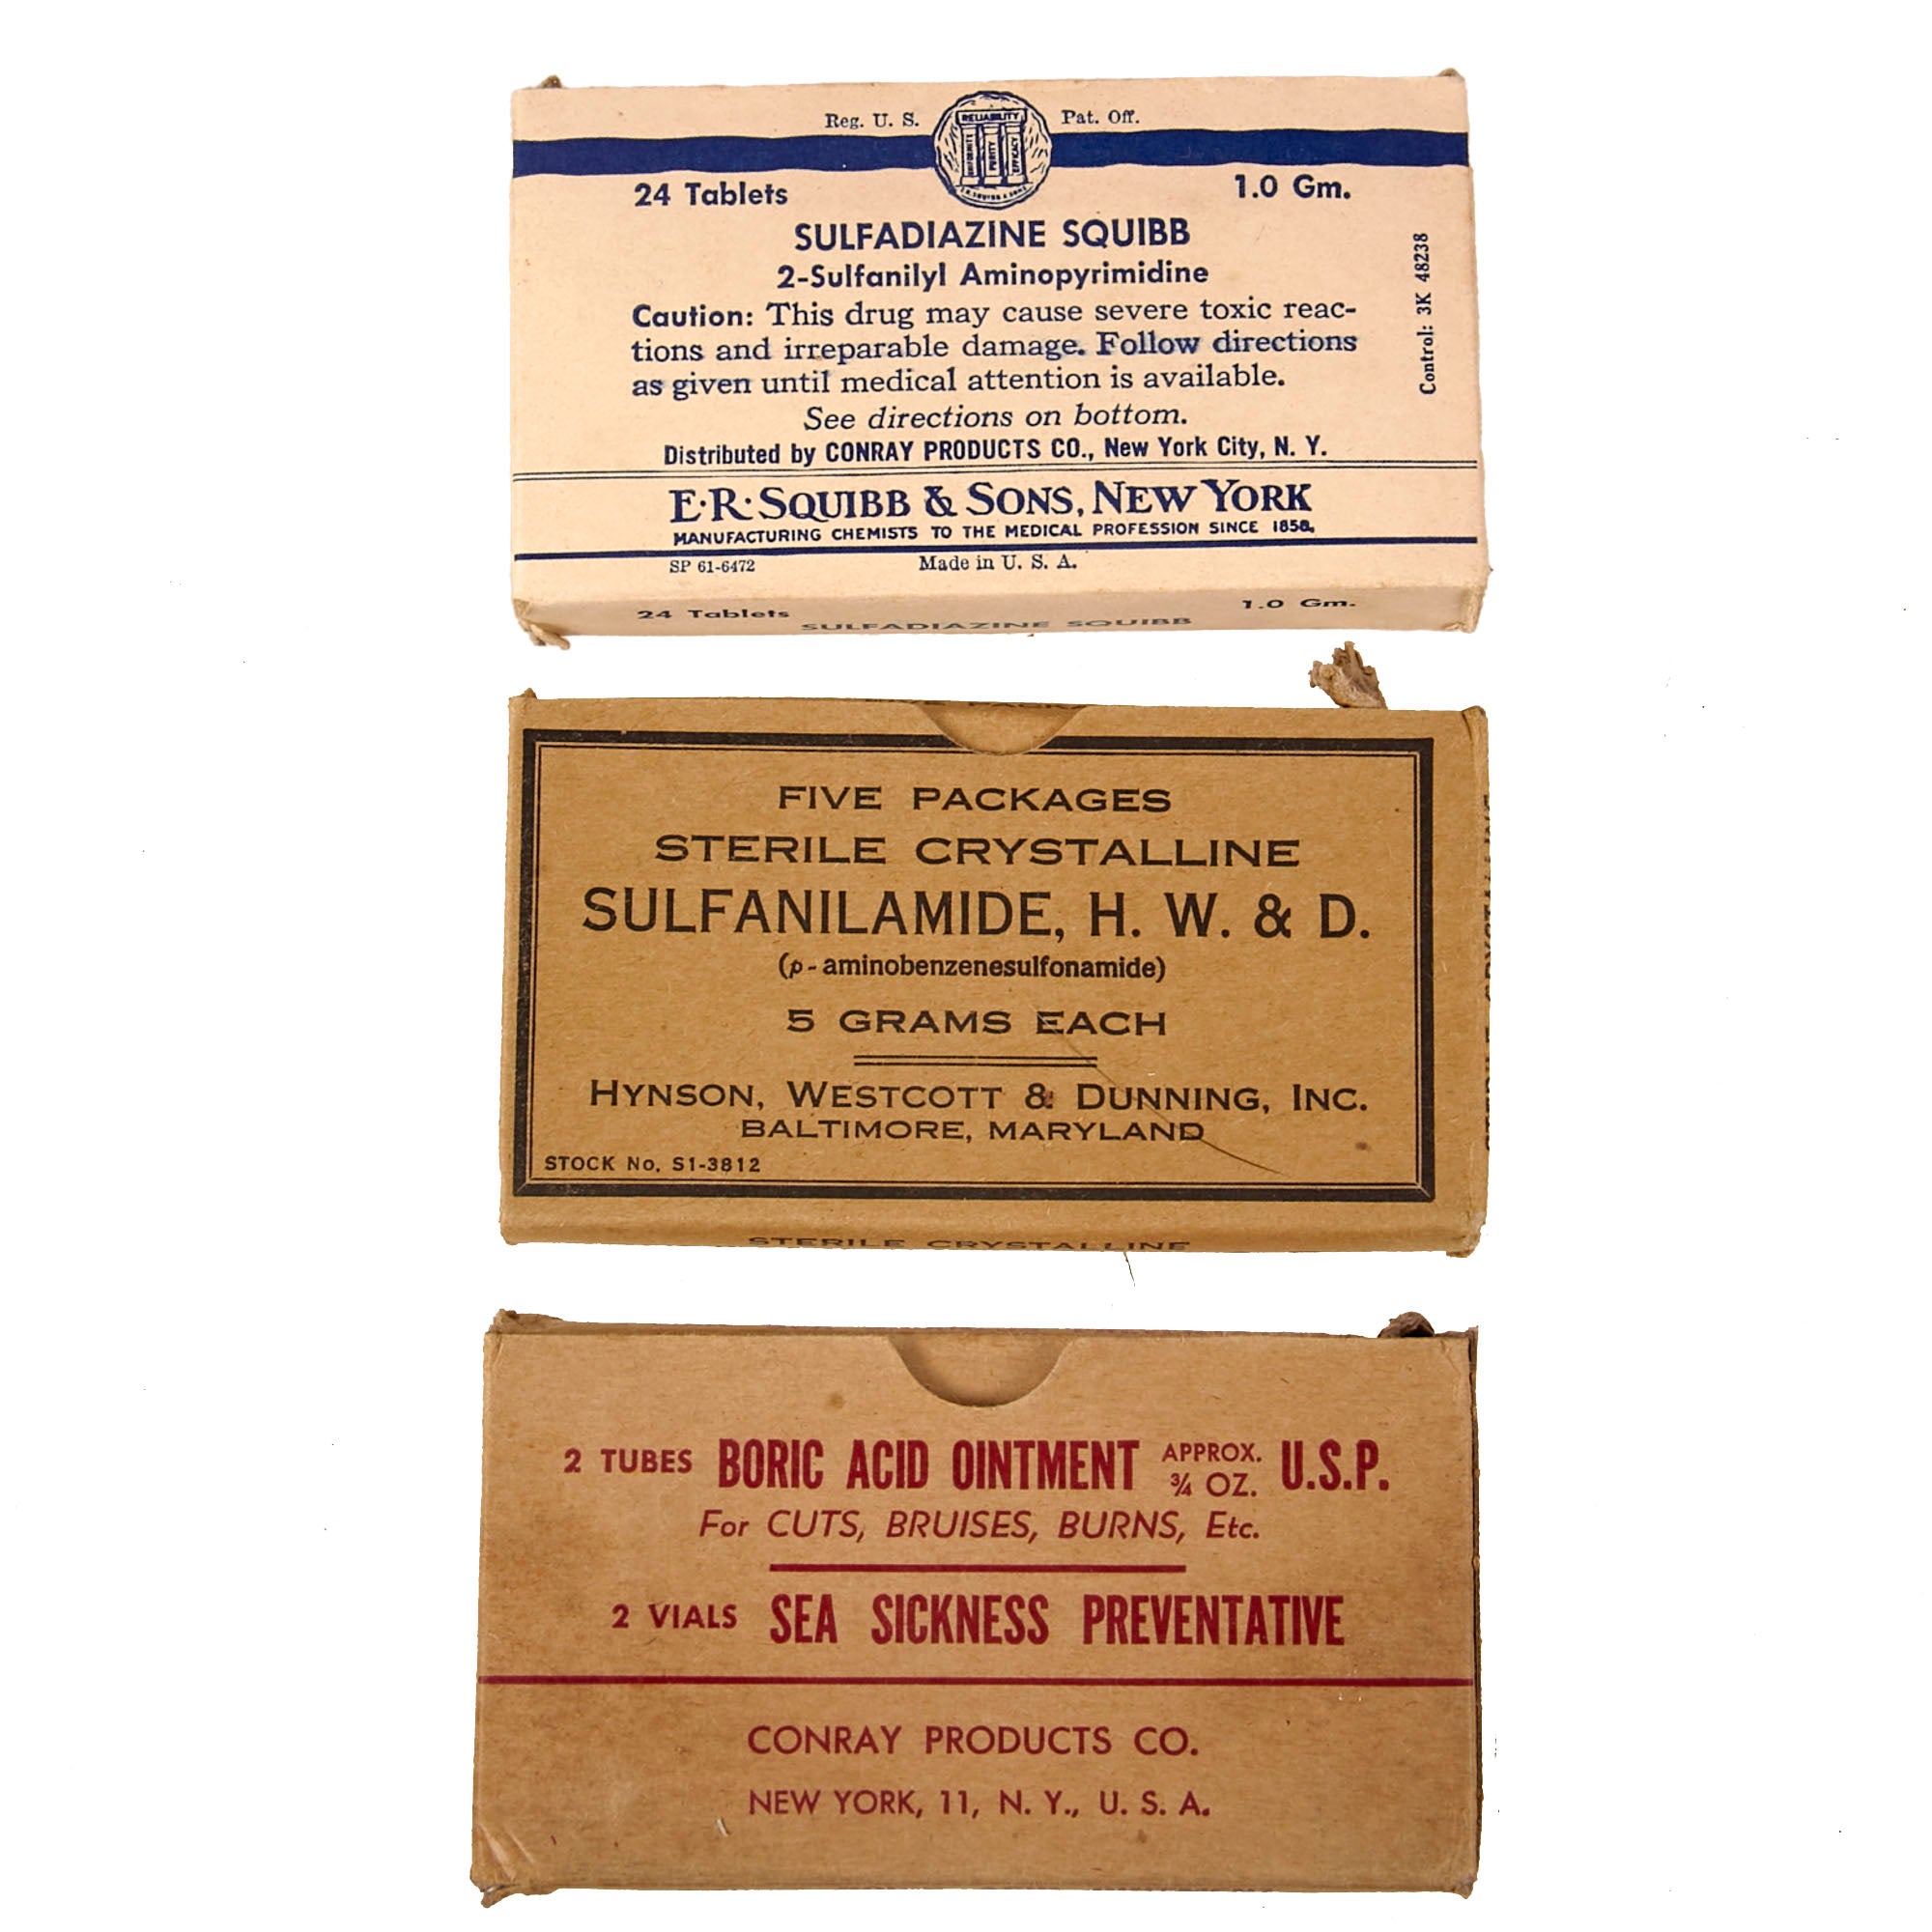 Reg. U. S. Pat. Off.
RELIABILITY
UNIFORMITY
PURITY
EFFICACY
24 Tablets 1.0 Gm.
SULFADIAZINE SQUIBB
2-Sulfanilyl Aminopyrimidine
Caution: This drug may cause severe toxic reac-
tions and irreparable damage. Follow directions
as given until medical attention is available.
See directions on bottom.
Distributed by CONRAY PRODUCTS CO., New York City, N. Y.
Control: 3K 48238
E·R·SQUIBB & SONS, NEW YORK
MANUFACTURING CHEMISTS TO THE MEDICAL PROFESSION SINCE 1858.
SP 61-6472 Made in U. S. A.
24 Tablets 1.0 Gm.
SULFADIAZINE SQUIBB
FIVE PACKAGES
STERILE CRYSTALLINE
SULFANILAMIDE, H. W. & D.
(p-aminobenzenesulfonamide)
5 GRAMS EACH
HYNSON, WESTCOTT & DUNNING, INC.
BALTIMORE, MARYLAND
STOCK No. S1-3812
STERILE CRYSTALLINE
2 TUBES BORIC ACID OINTMENT APPROX. ¾ OZ. U.S.P.
For CUTS, BRUISES, BURNS, Etc.
2 VIALS SEA SICKNESS PREVENTATIVE
CONRAY PRODUCTS CO.
NEW YORK, 11, N. Y., U. S. A.